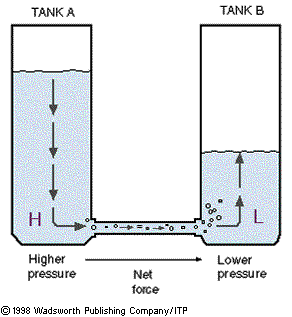 TANK A
TANK B
H
L
Higher pressure
Net force
Lower pressure
© 1998 Wadsworth Publishing Company/ITP